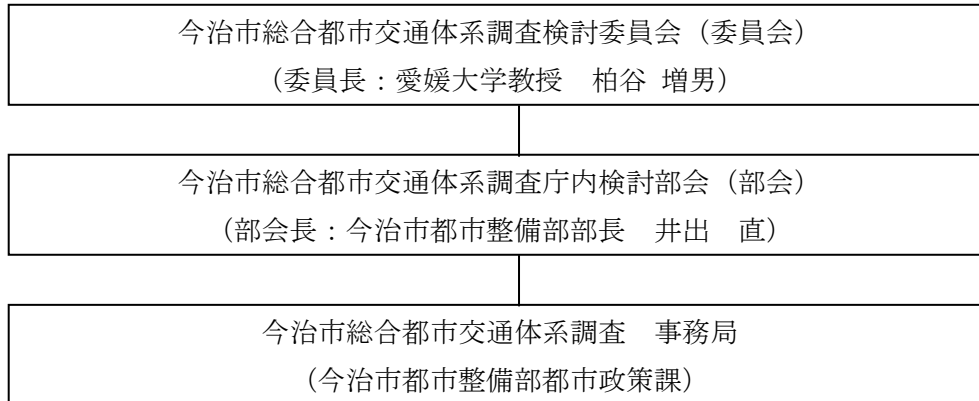 今治市総合都市交通体系調査検討委員会（委員会）
（委員長：愛媛大学教授　柏谷 増男）
今治市総合都市交通体系調査庁内検討部会（部会）
（部会長：今治市都市整備部部長　井出　直）
今治市総合都市交通体系調査　事務局
（今治市都市整備部都市政策課）